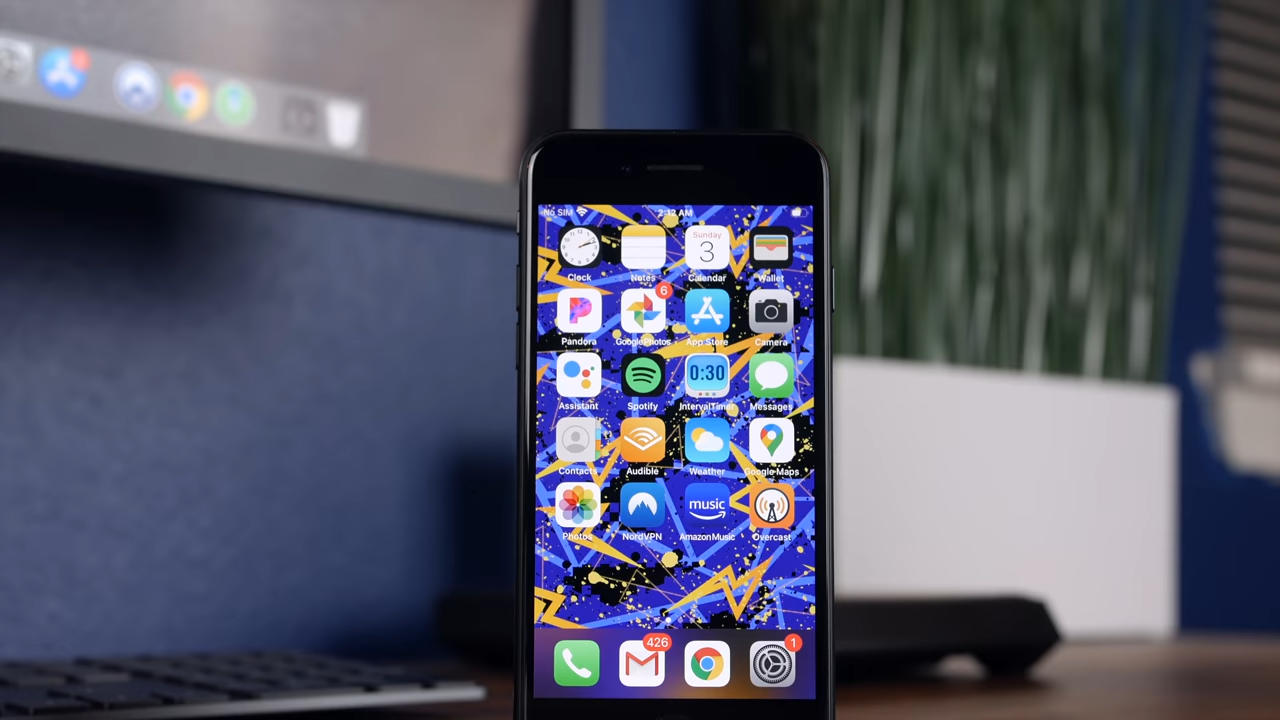 No SIM 2:12 AM
Sunday
3
Clock Notes Calendar Wallet
6
Pandora Google Photos App Store Camera
0:30
Assistant Spotify IntervalTimer Messages
Contacts Audible Weather Google Maps
music
Photos NordVPN Amazon Music Overcast
426 1